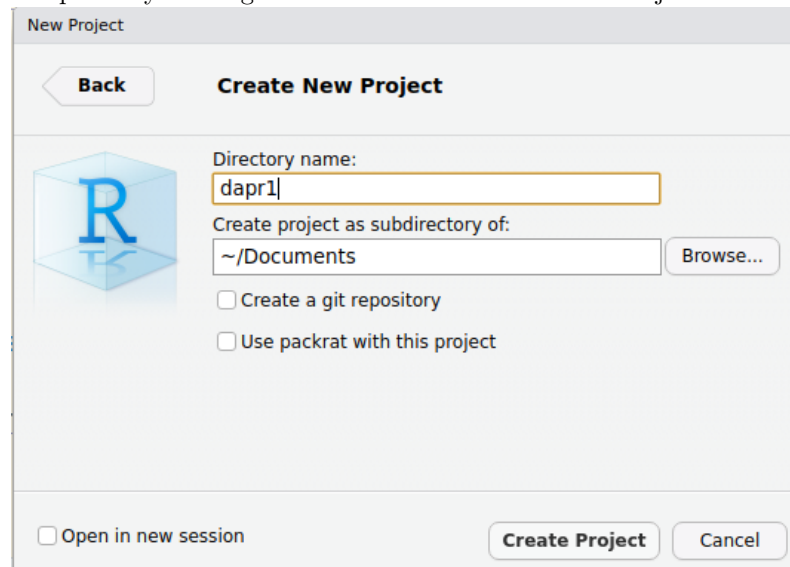 New Project
Back
Create New Project
R
Directory name:
dapr1
Create project as subdirectory of:
~/Documents
Browse...
Create a git repository
Use packrat with this project
Open in new session
Create Project
Cancel